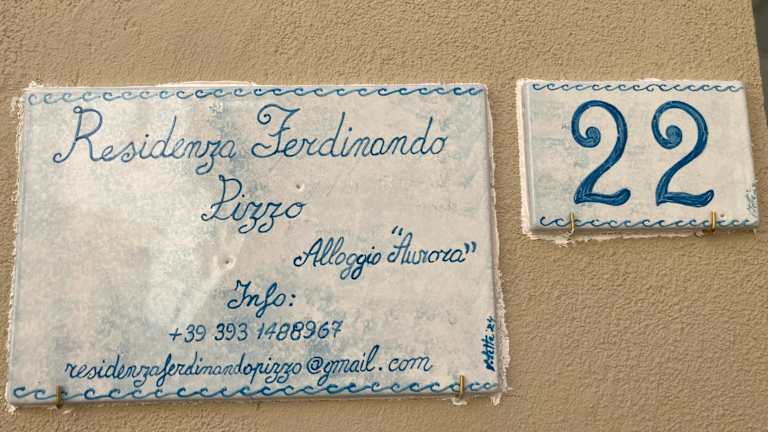 Residenza Ferdinando
Pizzo
Alloggio "Aurora"
Info:
+39 393 1488967
residenzaferdinandopizzo@gmail.com
22